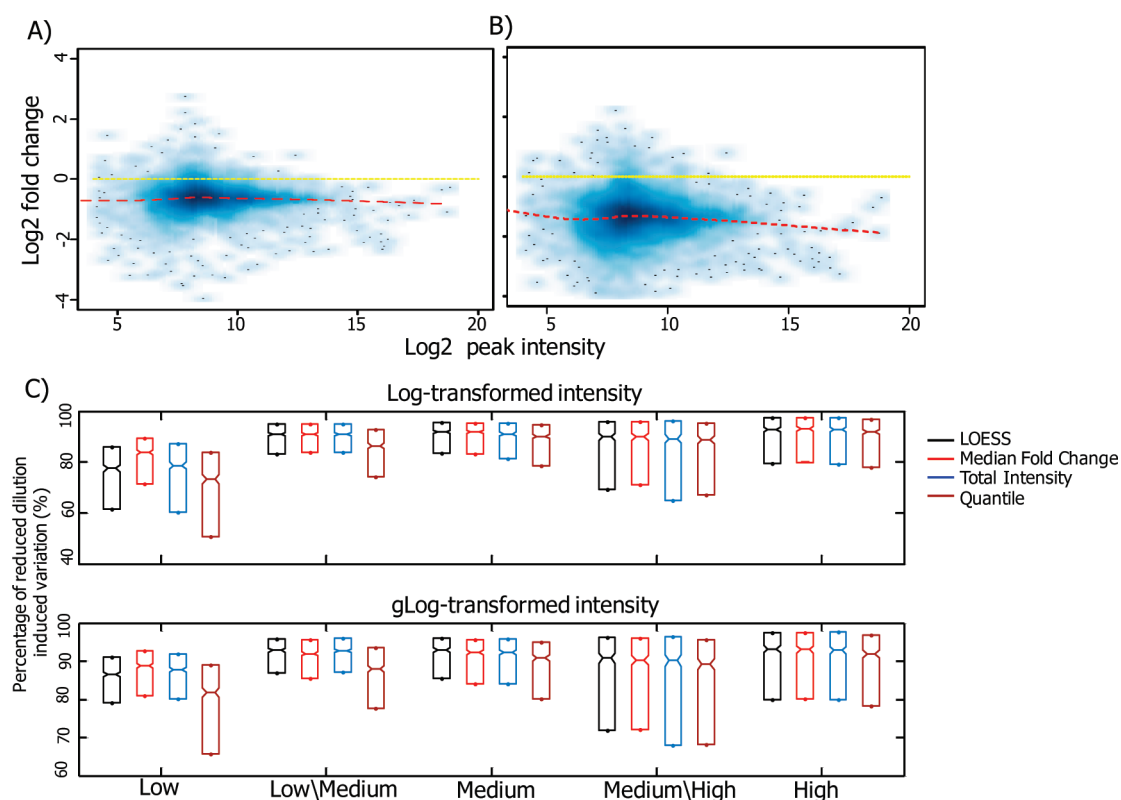 A)
B)
4
2
0
-2
-4
Log2 fold change
5
10
15
20
5
10
15
20
Log2 peak intensity
C)
Log-transformed intensity
100
80
60
40
LOESS
Median Fold Change
Total Intensity
Quantile
Percentage of reduced dilution
induced variation (%)
gLog-transformed intensity
100
90
80
70
60
Low
Low\Medium
Medium
Medium\High
High